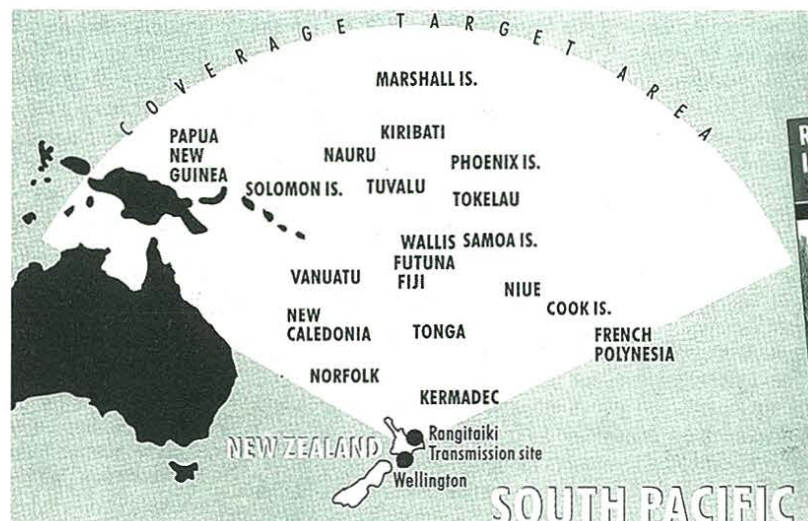 COVERAGE TARGET AREA
MARSHALL IS.
KIRIBATI
PAPUA
NEW
GUINEA
NAURU
PHOENIX IS.
SOLOMON IS.
TUVALU
TOKELAU
WALLIS
FUTUNA
SAMOA IS.
VANUATU
FIJI
NIUE
COOK IS.
NEW
CALEDONIA
TONGA
FRENCH
POLYNESIA
NORFOLK
KERMADEC
NEW ZEALAND
Rangitaiki
Transmission site
Wellington
SOUTH PACIFIC